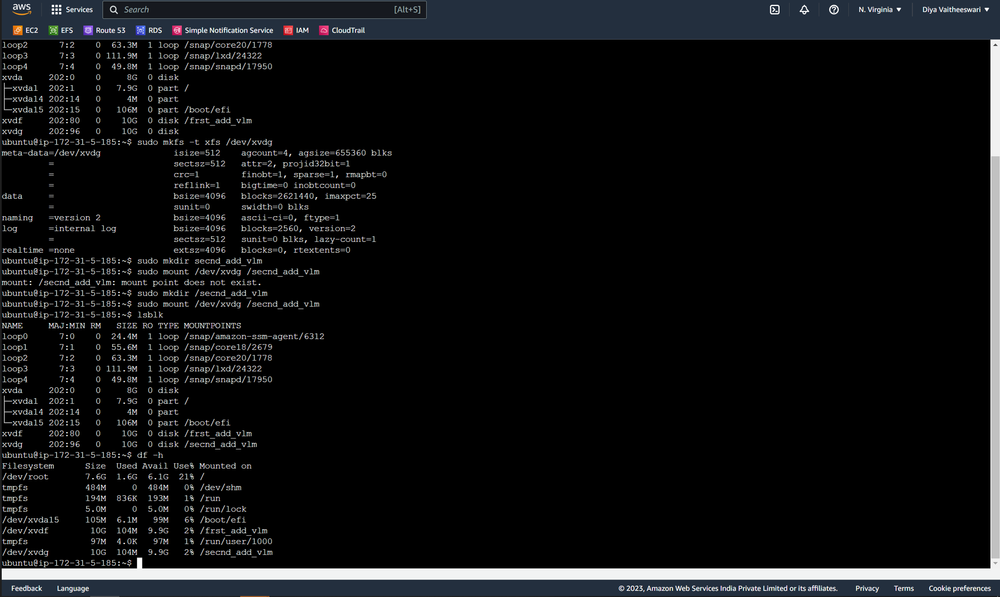 aws Services Search [Alt+S] N. Virginia ▼ Diya Vaitheeswari ▼
EC2 EFS Route 53 RDS Simple Notification Service IAM CloudTrail
loop2      7:2    0  63.3M  1 loop /snap/core20/1778
loop3      7:3    0 111.9M  1 loop /snap/lxd/24322
loop4      7:4    0  49.8M  1 loop /snap/snapd/17950
xvda     202:0    0     8G  0 disk
├─xvda1  202:1    0   7.9G  0 part /
├─xvda14 202:14   0     4M  0 part
└─xvda15 202:15   0   106M  0 part /boot/efi
xvdf     202:80   0    10G  0 disk /frst_add_vlm
xvdg     202:96   0    10G  0 disk
ubuntu@ip-172-31-5-185:~$ sudo mkfs -t xfs /dev/xvdg
meta-data=/dev/xvdg              isize=512    agcount=4, agsize=655360 blks
         =                       sectsz=512   attr=2, projid32bit=1
         =                       crc=1        finobt=1, sparse=1, rmapbt=0
         =                       reflink=1    bigtime=0 inobtcount=0
data     =                       bsize=4096   blocks=2621440, imaxpct=25
         =                       sunit=0      swidth=0 blks
naming   =version 2              bsize=4096   ascii-ci=0, ftype=1
log      =internal log           bsize=4096   blocks=2560, version=2
         =                       sectsz=512   sunit=0 blks, lazy-count=1
realtime =none                   extsz=4096   blocks=0, rtextents=0
ubuntu@ip-172-31-5-185:~$ sudo mkdir secnd_add_vlm
ubuntu@ip-172-31-5-185:~$ sudo mount /dev/xvdg /secnd_add_vlm
mount: /secnd_add_vlm: mount point does not exist.
ubuntu@ip-172-31-5-185:~$ sudo mkdir /secnd_add_vlm
ubuntu@ip-172-31-5-185:~$ sudo mount /dev/xvdg /secnd_add_vlm
ubuntu@ip-172-31-5-185:~$ lsblk
NAME     MAJ:MIN RM   SIZE RO TYPE MOUNTPOINTS
loop0      7:0    0  24.4M  1 loop /snap/amazon-ssm-agent/6312
loop1      7:1    0  55.6M  1 loop /snap/core18/2679
loop2      7:2    0  63.3M  1 loop /snap/core20/1778
loop3      7:3    0 111.9M  1 loop /snap/lxd/24322
loop4      7:4    0  49.8M  1 loop /snap/snapd/17950
xvda     202:0    0     8G  0 disk
├─xvda1  202:1    0   7.9G  0 part /
├─xvda14 202:14   0     4M  0 part
└─xvda15 202:15   0   106M  0 part /boot/efi
xvdf     202:80   0    10G  0 disk /frst_add_vlm
xvdg     202:96   0    10G  0 disk /secnd_add_vlm
ubuntu@ip-172-31-5-185:~$ df -h
Filesystem      Size  Used Avail Use% Mounted on
/dev/root       7.6G  1.6G  6.1G  21% /
tmpfs           484M     0  484M   0% /dev/shm
tmpfs           194M  836K  193M   1% /run
tmpfs           5.0M     0  5.0M   0% /run/lock
/dev/xvda15     105M  6.1M   99M   6% /boot/efi
/dev/xvdf        10G  104M  9.9G   2% /frst_add_vlm
tmpfs            97M  4.0K   97M   1% /run/user/1000
/dev/xvdg        10G  104M  9.9G   2% /secnd_add_vlm
ubuntu@ip-172-31-5-185:~$
Feedback Language © 2023, Amazon Web Services India Private Limited or its affiliates. Privacy Terms Cookie preferences